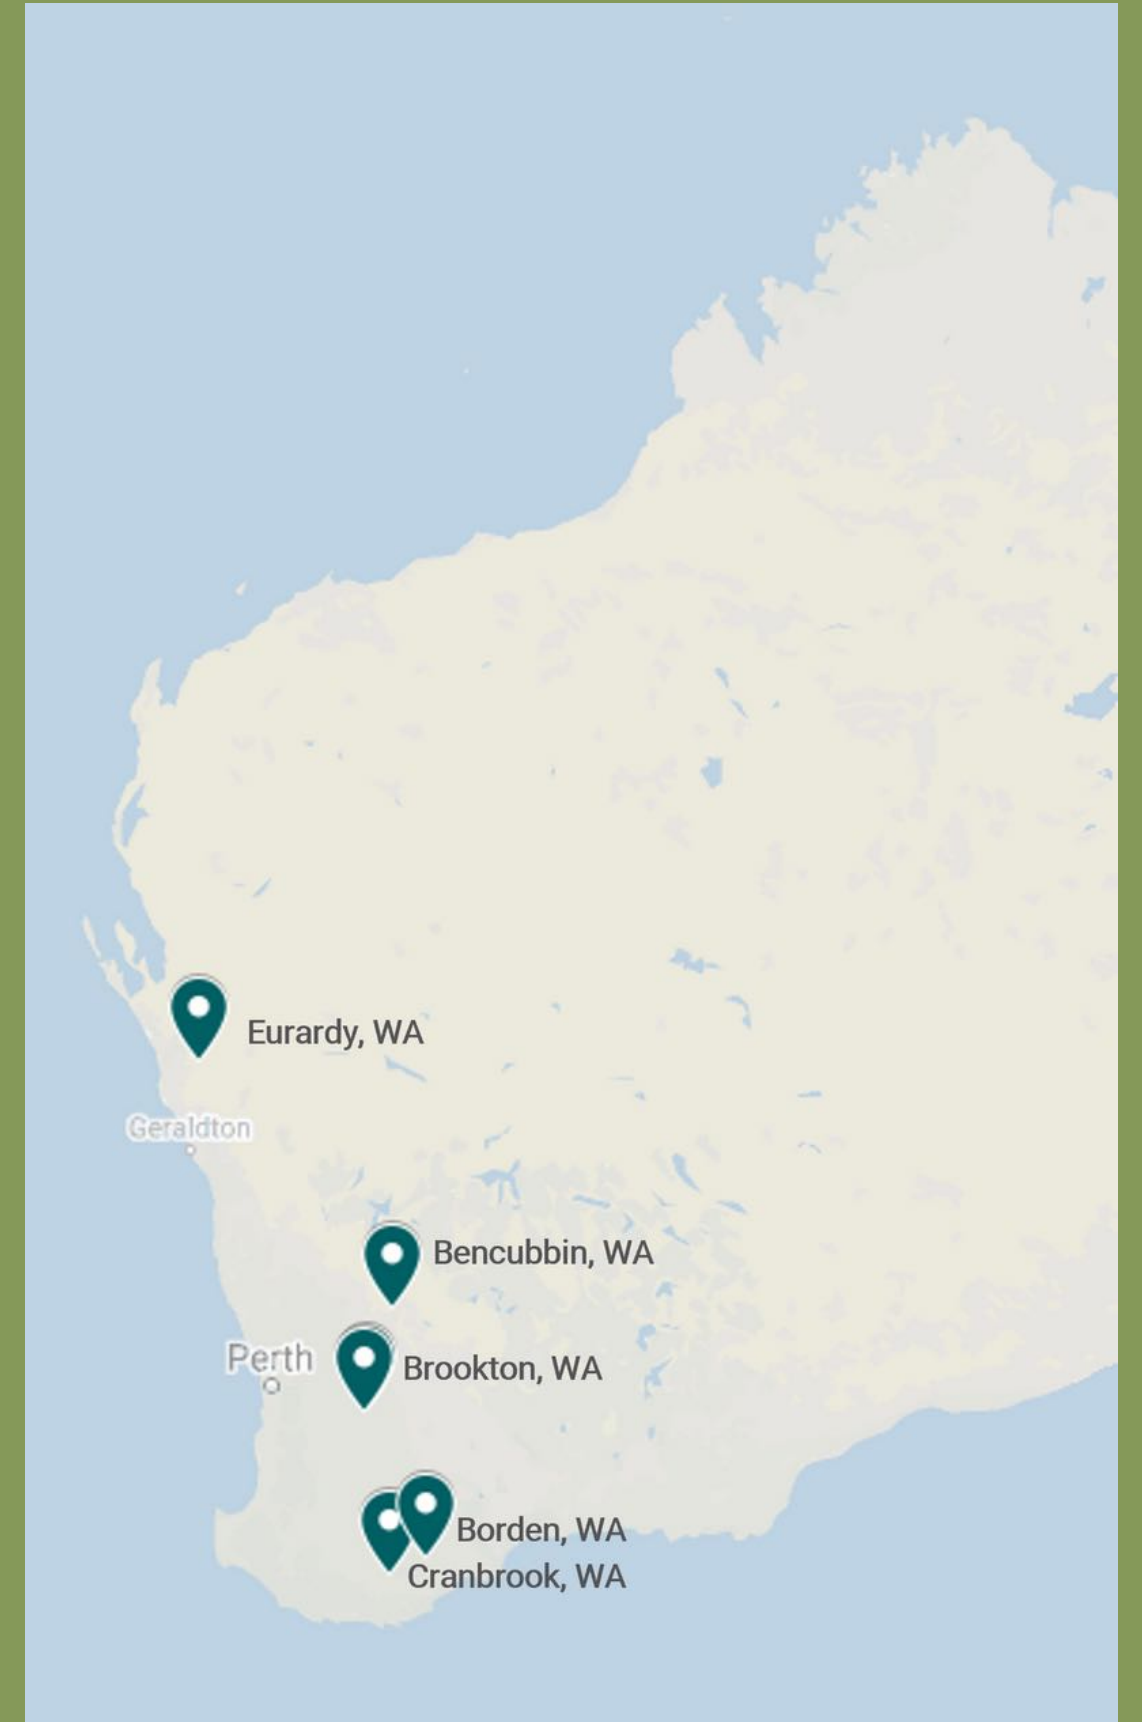 Eurardy, WA
Geraldton
Bencubbin, WA
Perth
Brookton, WA
Borden, WA
Cranbrook, WA